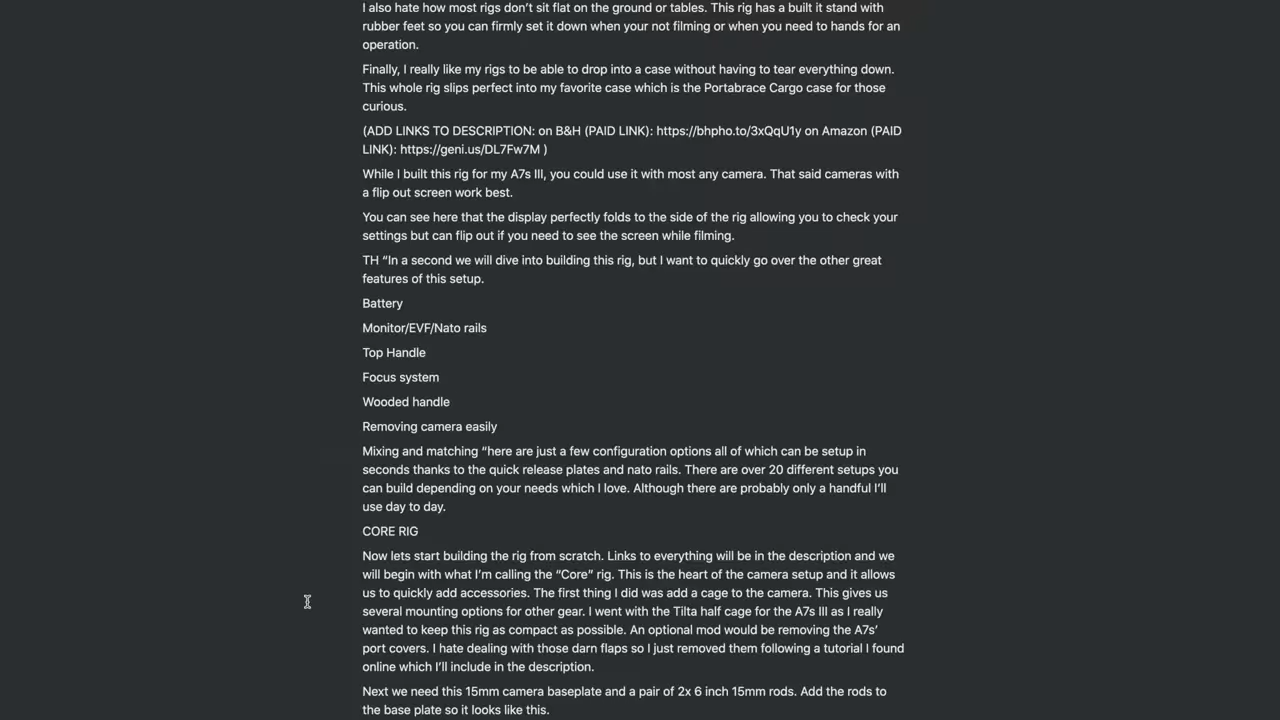 I also hate how most rigs don’t sit flat on the ground or tables. This rig has a built it stand with
rubber feet so you can firmly set it down when your not filming or when you need to hands for an
operation.
Finally, I really like my rigs to be able to drop into a case without having to tear everything down.
This whole rig slips perfect into my favorite case which is the Portabrace Cargo case for those
curious.
(ADD LINKS TO DESCRIPTION: on B&H (PAID LINK): https://bhpho.to/3xQqU1y on Amazon (PAID
LINK): https://geni.us/DL7Fw7M )
While I built this rig for my A7s III, you could use it with most any camera. That said cameras with
a flip out screen work best.
You can see here that the display perfectly folds to the side of the rig allowing you to check your
settings but can flip out if you need to see the screen while filming.
TH “In a second we will dive into building this rig, but I want to quickly go over the other great
features of this setup.
Battery
Monitor/EVF/Nato rails
Top Handle
Focus system
Wooded handle
Removing camera easily
Mixing and matching “here are just a few configuration options all of which can be setup in
seconds thanks to the quick release plates and nato rails. There are over 20 different setups you
can build depending on your needs which I love. Although there are probably only a handful I’ll
use day to day.
CORE RIG
Now lets start building the rig from scratch. Links to everything will be in the description and we
will begin with what I’m calling the “Core” rig. This is the heart of the camera setup and it allows
us to quickly add accessories. The first thing I did was add a cage to the camera. This gives us
several mounting options for other gear. I went with the Tilta half cage for the A7s III as I really
wanted to keep this rig as compact as possible. An optional mod would be removing the A7s’
port covers. I hate dealing with those darn flaps so I just removed them following a tutorial I found
online which I’ll include in the description.
Next we need this 15mm camera baseplate and a pair of 2x 6 inch 15mm rods. Add the rods to
the base plate so it looks like this.